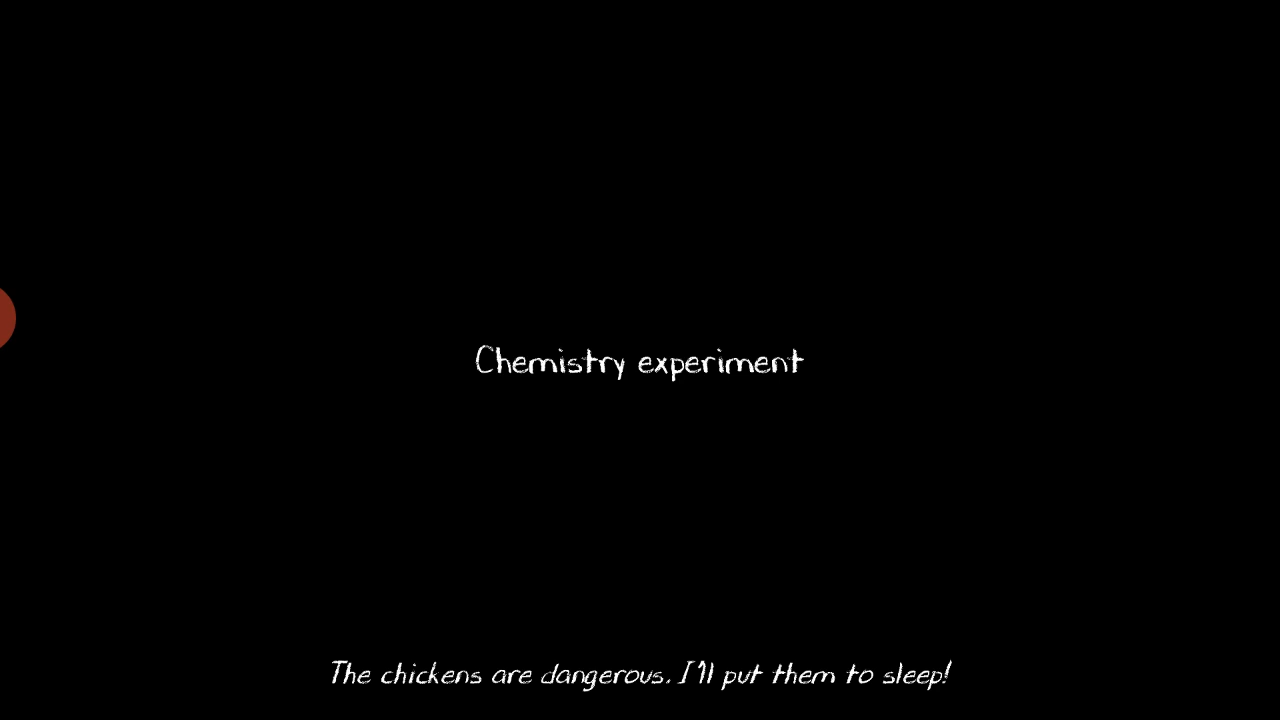 Chemistry experiment
The chickens are dangerous. I'll put them to sleep!